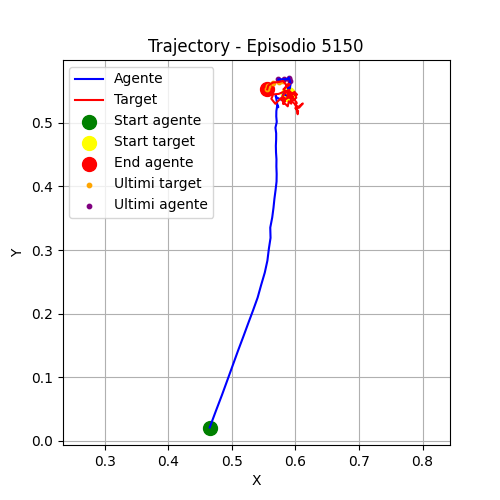 Trajectory - Episodio 5150
Agente
Target
Start agente
Start target
End agente
Ultimi target
Ultimi agente
Y
0.5
0.4
0.3
0.2
0.1
0.0
0.3
0.4
0.5
0.6
0.7
0.8
X